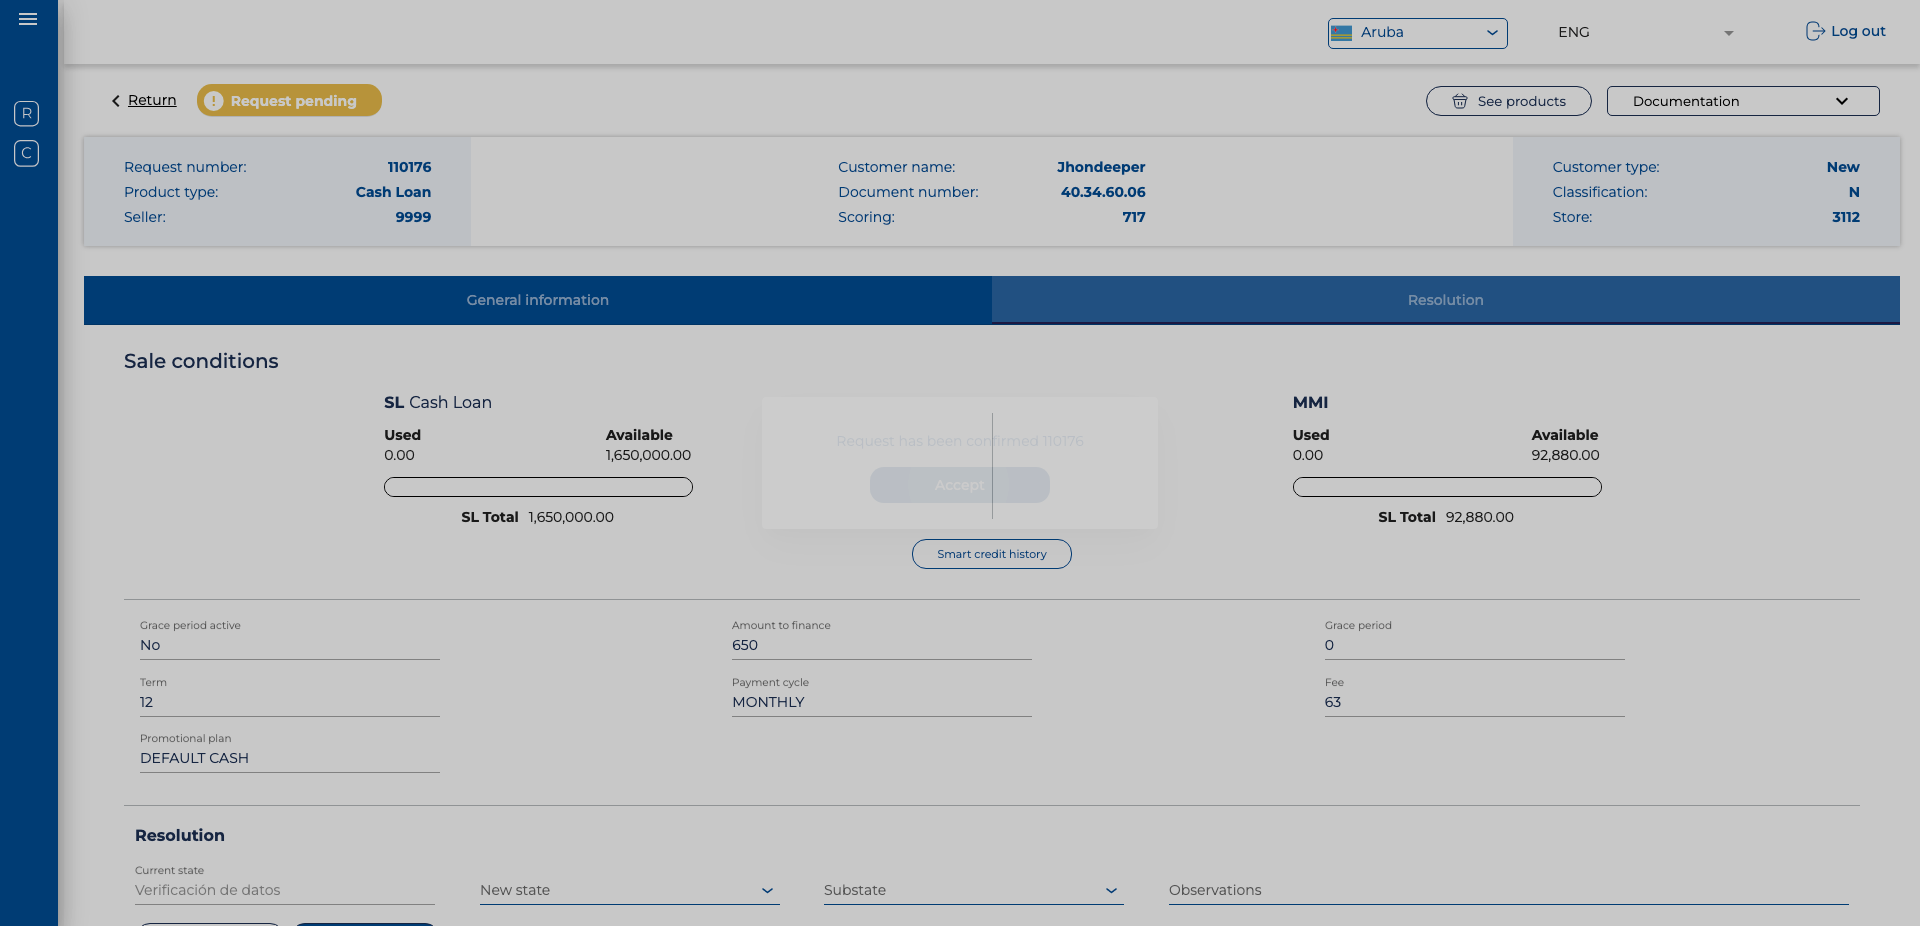 Aruba
ENG
Log out
R
C
Return
! Request pending
See products
Documentation
Request number: 110176
Product type: Cash Loan
Seller: 9999
Customer name: Jhondeeper
Document number: 40.34.60.06
Scoring: 717
Customer type: New
Classification: N
Store: 3112
General information
Resolution
Sale conditions
SL Cash Loan
Used Available
0.00 1,650,000.00
SL Total 1,650,000.00
Request has been confirmed 110176
Accept
MMI
Used Available
0.00 92,880.00
SL Total 92,880.00
Smart credit history
Grace period active
No
Amount to finance
650
Grace period
0
Term
12
Payment cycle
MONTHLY
Fee
63
Promotional plan
DEFAULT CASH
Resolution
Current state
Verificación de datos
New state
Substate
Observations